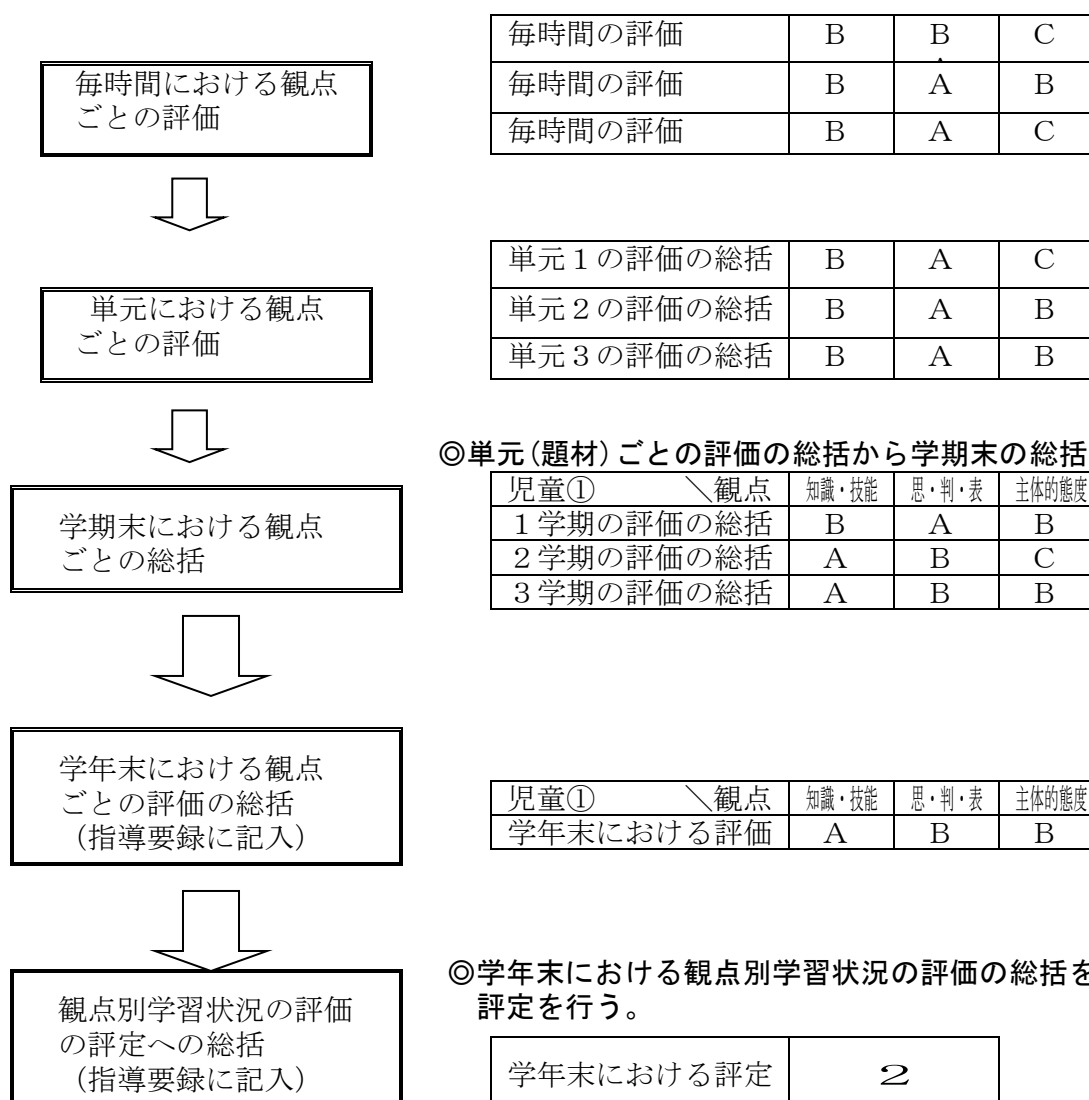 毎時間における観点
ごとの評価
毎時間の評価 B B C
毎時間の評価 B A B
毎時間の評価 B A C
単元における観点
ごとの評価
単元1の評価の総括 B A C
単元2の評価の総括 B A B
単元3の評価の総括 B A B
◎単元(題材)ごとの評価の総括から学期末の総括
学期末における観点
ごとの総括
児童① \観点 知識・技能 思・判・表 主体的態度
1学期の評価の総括 B A B
2学期の評価の総括 A B C
3学期の評価の総括 A B B
学年末における観点
ごとの評価の総括
(指導要録に記入)
児童① \観点 知識・技能 思・判・表 主体的態度
学年末における評価 A B B
◎学年末における観点別学習状況の評価の総括を
評定を行う。
観点別学習状況の評価
の評定への総括
(指導要録に記入)
学年末における評定 2